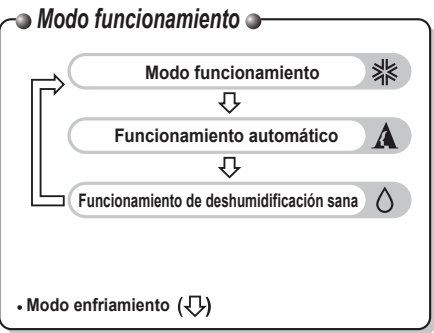 Modo funcionamiento
Modo funcionamiento
Funcionamiento automático
Funcionamiento de deshumidificación sana
• Modo enfriamiento ( )